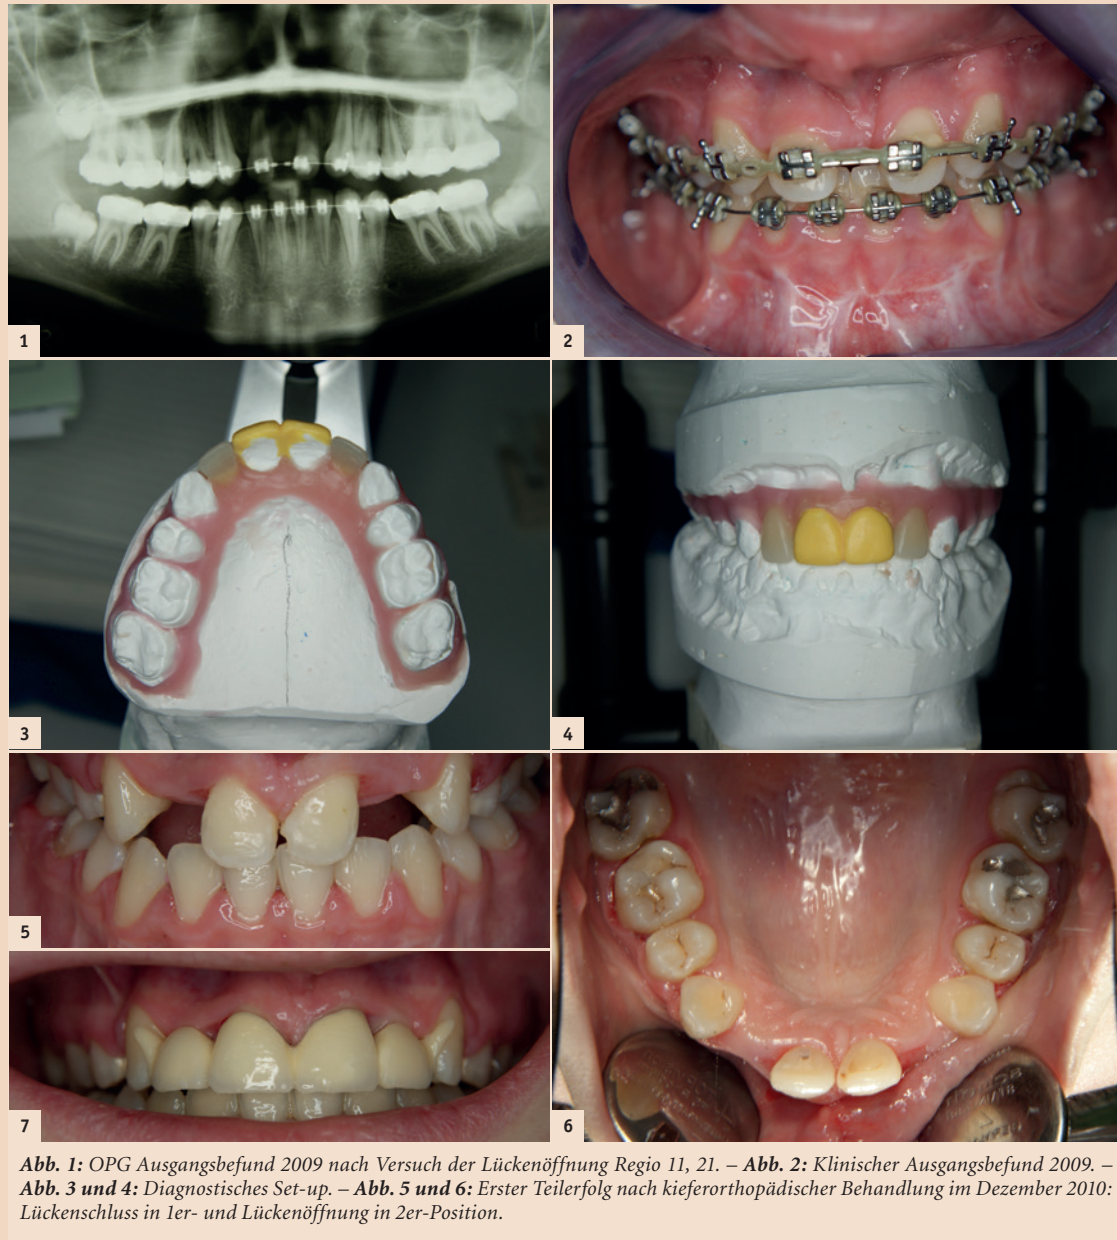 1
2
3
4
5
6
7
Abb. 1: OPG Ausgangsbefund 2009 nach Versuch der Lückenöffnung Regio 11, 21. – Abb. 2: Klinischer Ausgangsbefund 2009. –
Abb. 3 und 4: Diagnostisches Set-up. – Abb. 5 und 6: Erster Teilerfolg nach kieferorthopädischer Behandlung im Dezember 2010:
Lückenschluss in 1er- und Lückenöffnung in 2er-Position.